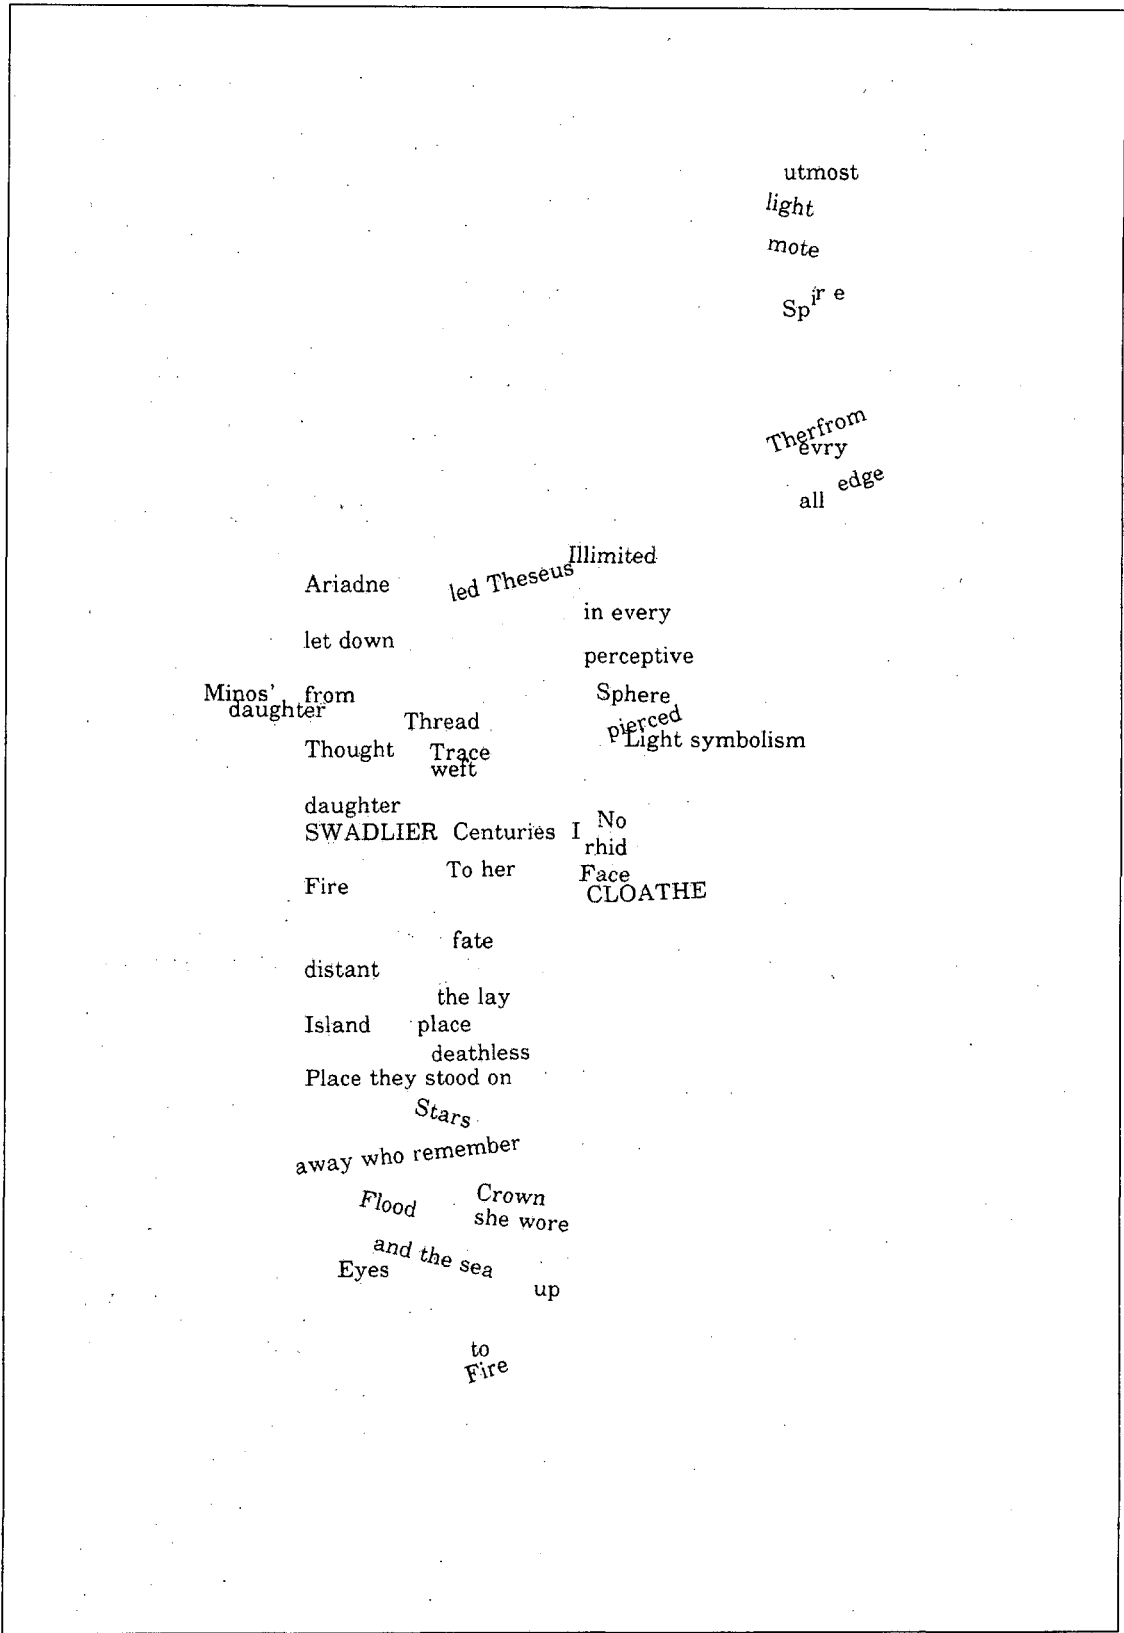 utmost
light
mote
Spire
Therfrom
evry
edge
all
Illimited
Ariadne led Theseus
in every
let down
perceptive
Minos' from Sphere
daughter
Thread pierced
Light symbolism
Thought Trace
weft
daughter
SWADLIER Centuries I No
rhid
To her Face
Fire CLOATHE
fate
distant
the lay
Island place
deathless
Place they stood on
Stars
away who remember
Flood Crown
she wore
and the sea
Eyes
up
to
Fire